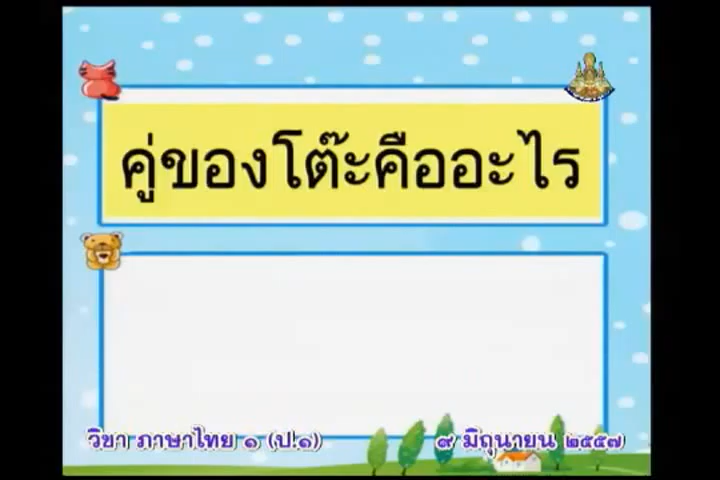 คู่ของโต๊ะคืออะไร
วิชา ภาษาไทย ๑ (ป.๑)
๙ มิถุนายน ๒๕๕๗